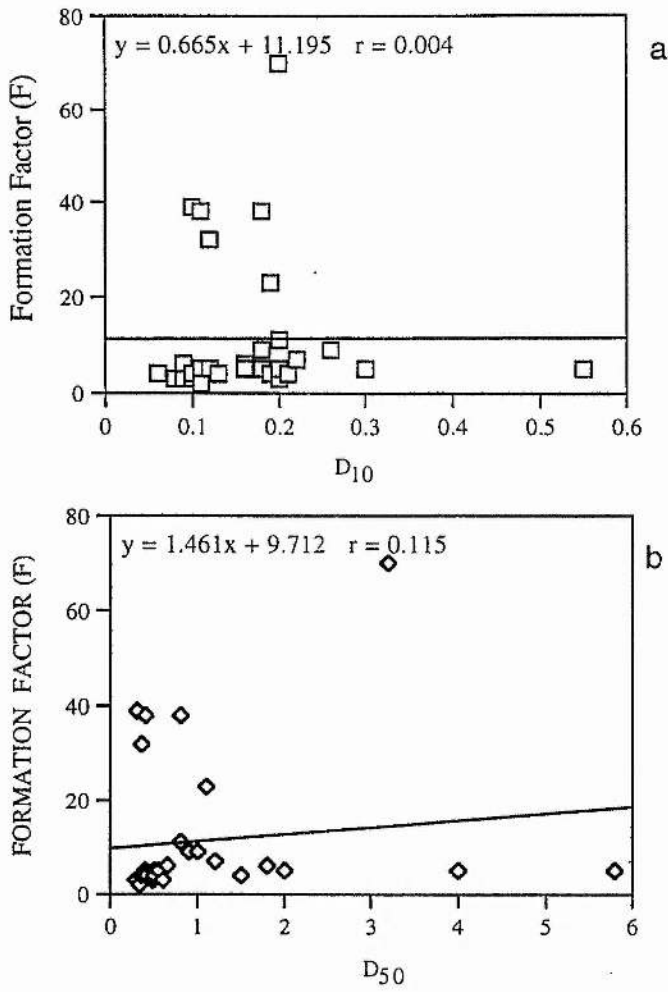 80
y = 0.665x + 11.195 r = 0.004
a
60
40
20
0
Formation Factor (F)
0 0.1 0.2 0.3 0.4 0.5 0.6
D10
80
y = 1.461x + 9.712 r = 0.115
b
60
40
20
0
FORMATION FACTOR (F)
0 1 2 3 4 5 6
D50